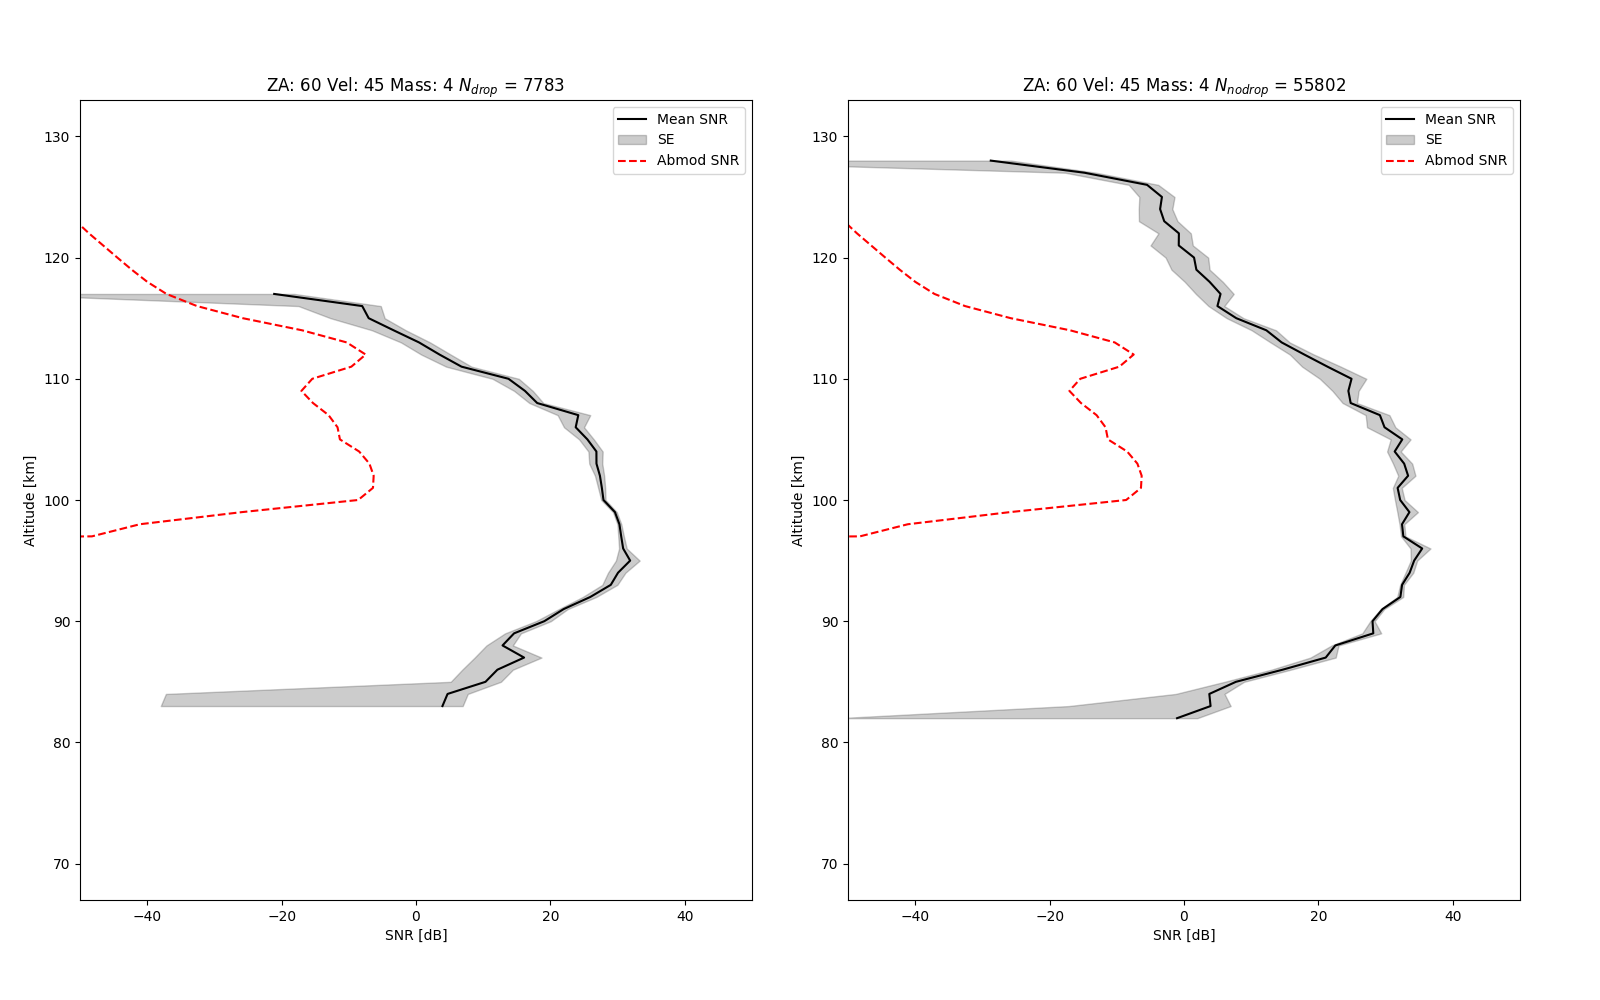 ZA: 60 Vel: 45 Mass: 4 N_drop = 7783
Mean SNR
SE
Abmod SNR
130
120
110
100
90
80
70
Altitude [km]
−40
−20
0
20
40
SNR [dB]
ZA: 60 Vel: 45 Mass: 4 N_nodrop = 55802
Mean SNR
SE
Abmod SNR
130
120
110
100
90
80
70
Altitude [km]
−40
−20
0
20
40
SNR [dB]